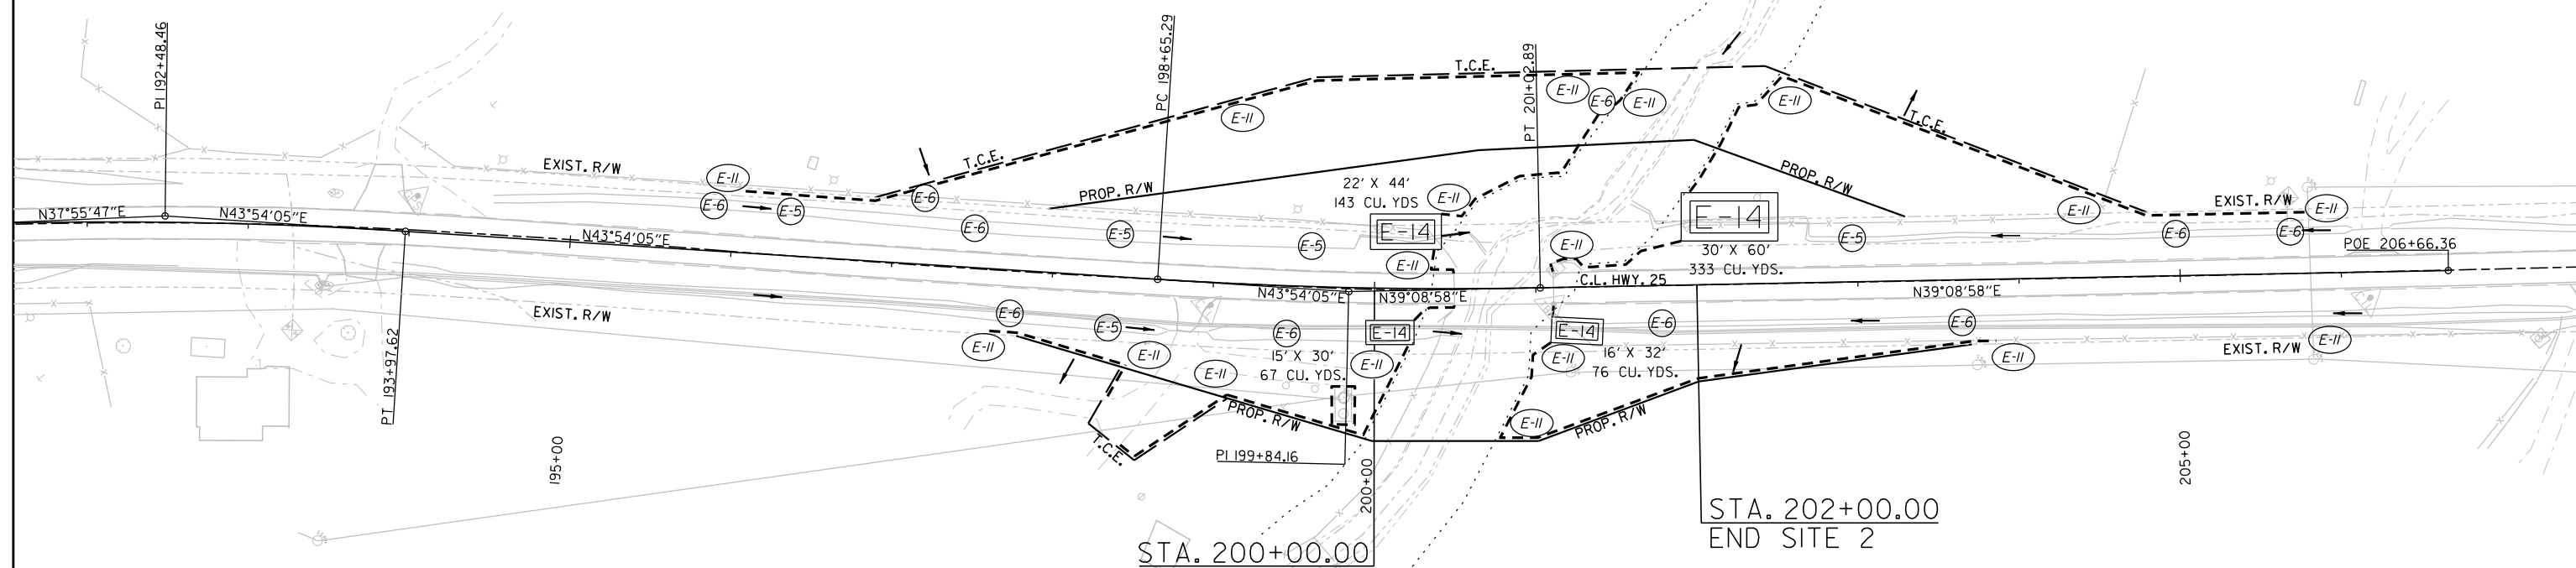 PI 192+48.46
PC 198+65.29
PT 201+02.89
T.C.E.
E-11
E-6
E-11
E-11
E-11
T.C.E.
T.C.E.
EXIST. R/W
E-11
E-6
E-5
E-6
PROP. R/W
22' X 44'
143 CU. YDS
E-11
PROP. R/W
EXIST. R/W
E-11
E-11
N37°55'47"E
N43°54'05"E
N43°54'05"E
E-6
E-5
E-5
E-14
E-11
E-11
E-14
30' X 60'
333 CU. YDS.
E-5
E-6
E-6
POE 206+66.36
C.L. HWY. 25
N43°54'05"E
N39°08'58"E
N39°08'58"E
EXIST. R/W
E-6
E-5
E-6
E-14
E-14
E-6
E-6
E-11
E-11
E-11
15' X 30'
67 CU. YDS.
E-11
E-11
16' X 32'
76 CU. YDS.
E-11
EXIST. R/W
E-11
PT 193+97.62
PROP. R/W
T.C.E.
E-11
PROP. R/W
PI 199+84.16
195+00
200+00
205+00
STA. 202+00.00
END SITE 2
STA. 200+00.00